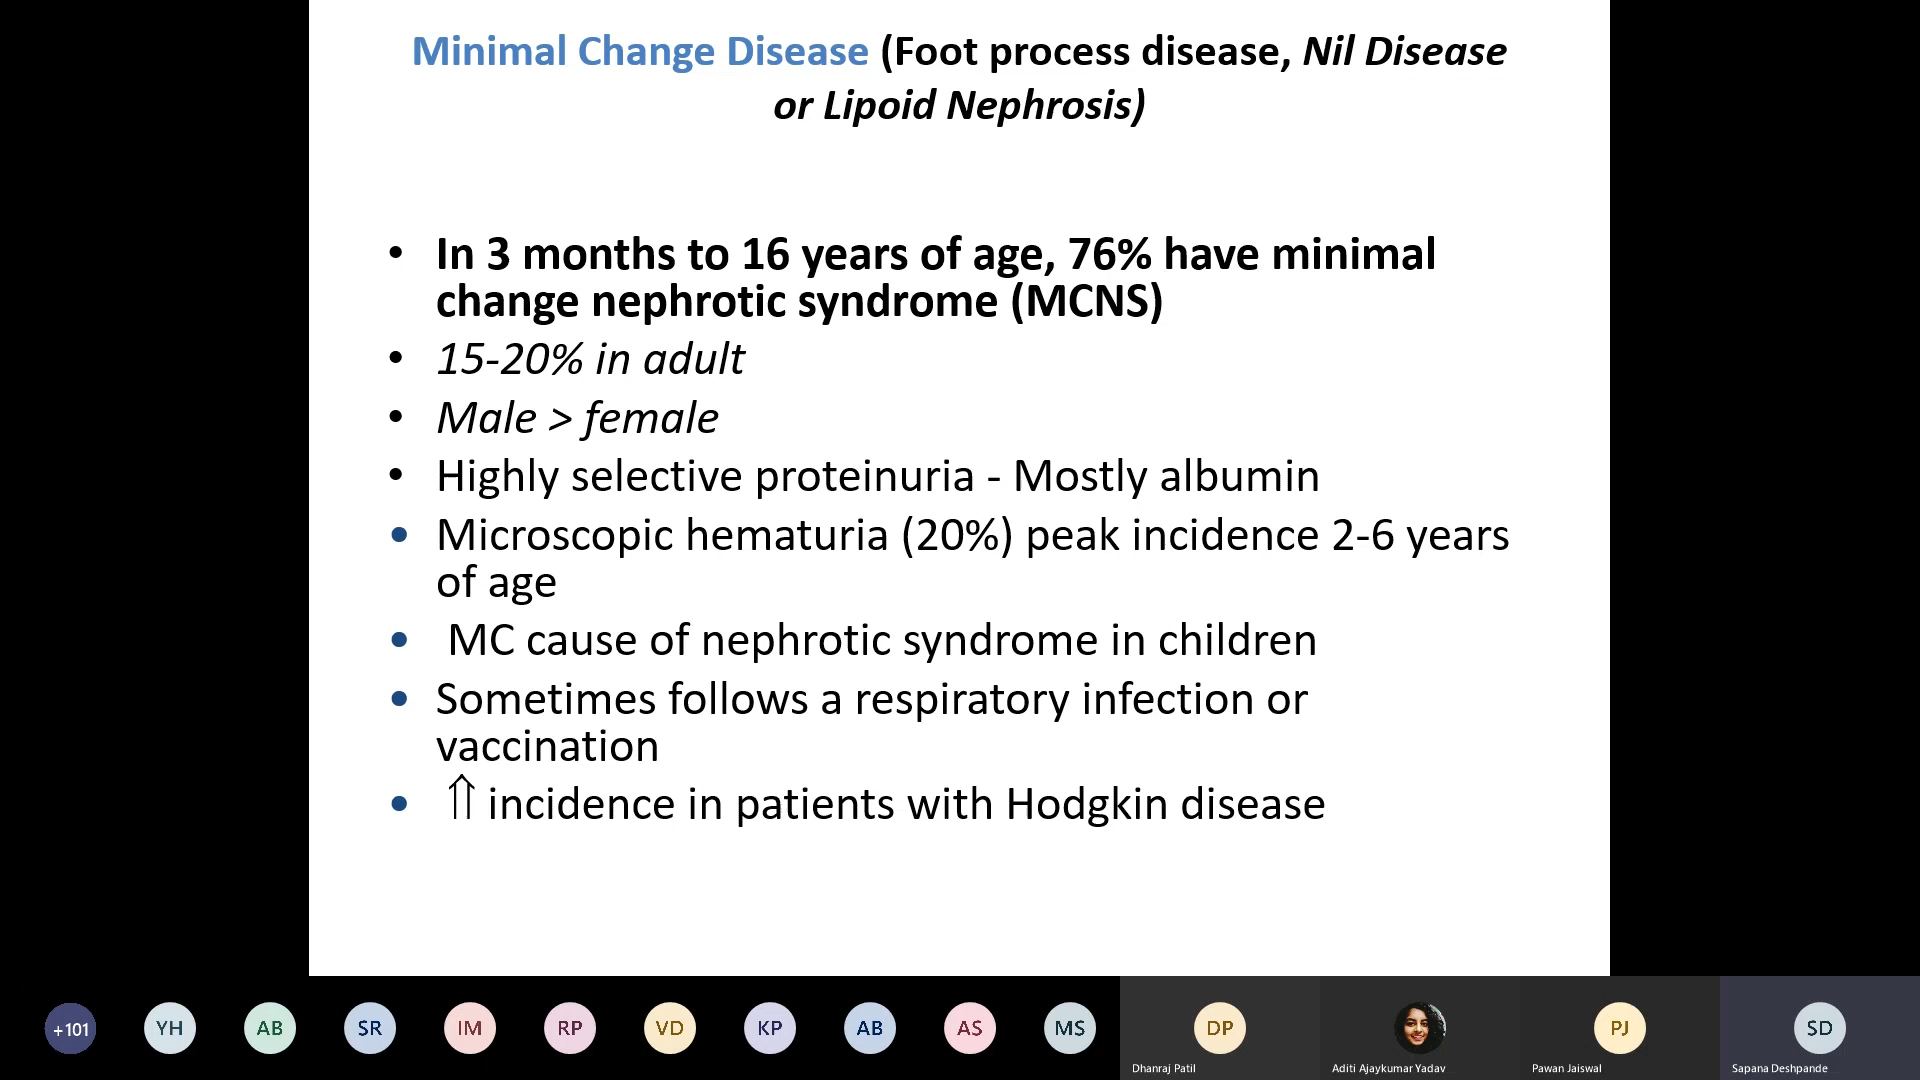 Minimal Change Disease (Foot process disease, Nil Disease
or Lipoid Nephrosis)
• In 3 months to 16 years of age, 76% have minimal
change nephrotic syndrome (MCNS)
• 15-20% in adult
• Male > female
• Highly selective proteinuria - Mostly albumin
• Microscopic hematuria (20%) peak incidence 2-6 years
of age
• MC cause of nephrotic syndrome in children
• Sometimes follows a respiratory infection or
vaccination
• ⇑ incidence in patients with Hodgkin disease
+101 YH AB SR IM RP VD KP AB AS MS DP PJ SD
Dhanraj Patil Aditi Ajaykumar Yadav Pawan Jaiswal Sapana Deshpande